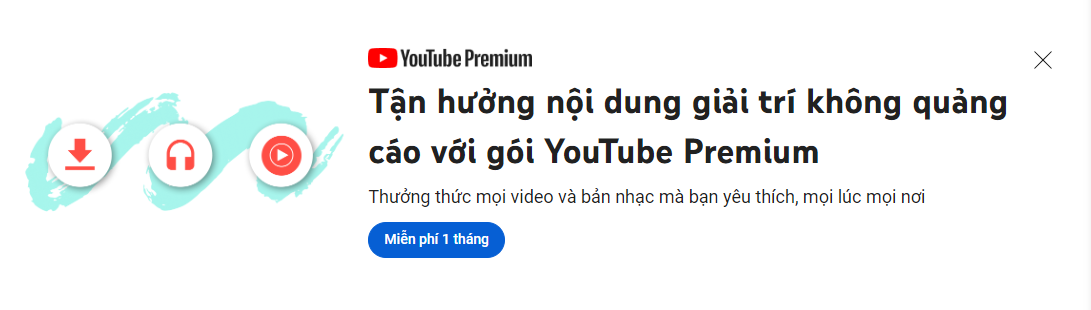 YouTube Premium
Tận hưởng nội dung giải trí không quảng
cáo với gói YouTube Premium
Thưởng thức mọi video và bản nhạc mà bạn yêu thích, mọi lúc mọi nơi
Miễn phí 1 tháng